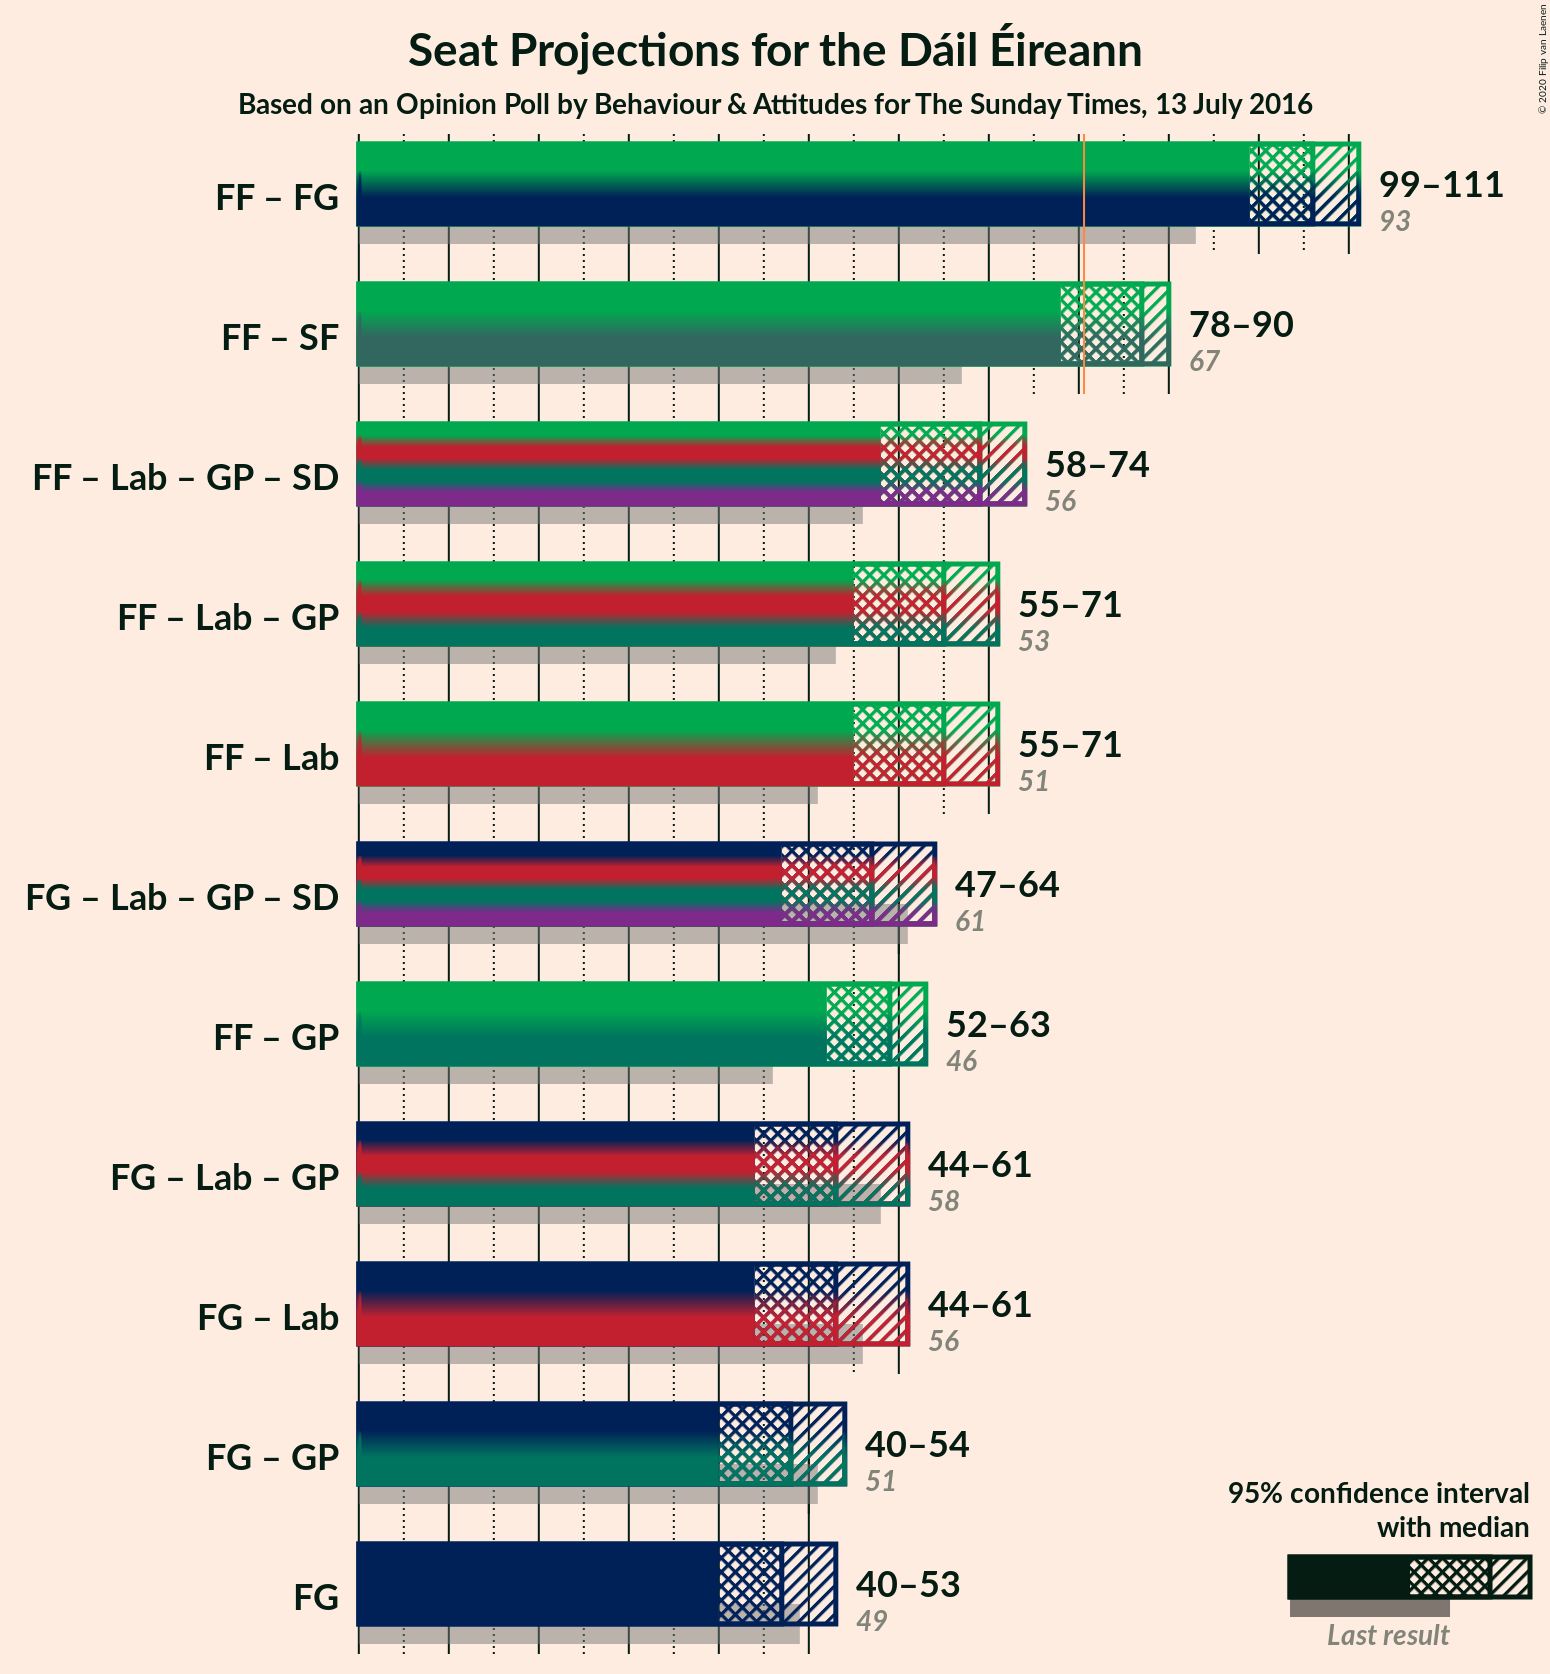 Seat Projections for the Dáil Éireann
Based on an Opinion Poll by Behaviour & Attitudes for The Sunday Times, 13 July 2016
© 2020 Filip van Laenen
FF – FG
99–111
93
FF – SF
78–90
67
FF – Lab – GP – SD
58–74
56
FF – Lab – GP
55–71
53
FF – Lab
55–71
51
FG – Lab – GP – SD
47–64
61
FF – GP
52–63
46
FG – Lab – GP
44–61
58
FG – Lab
44–61
56
FG – GP
40–54
51
FG
40–53
49
95% confidence interval
with median
Last result